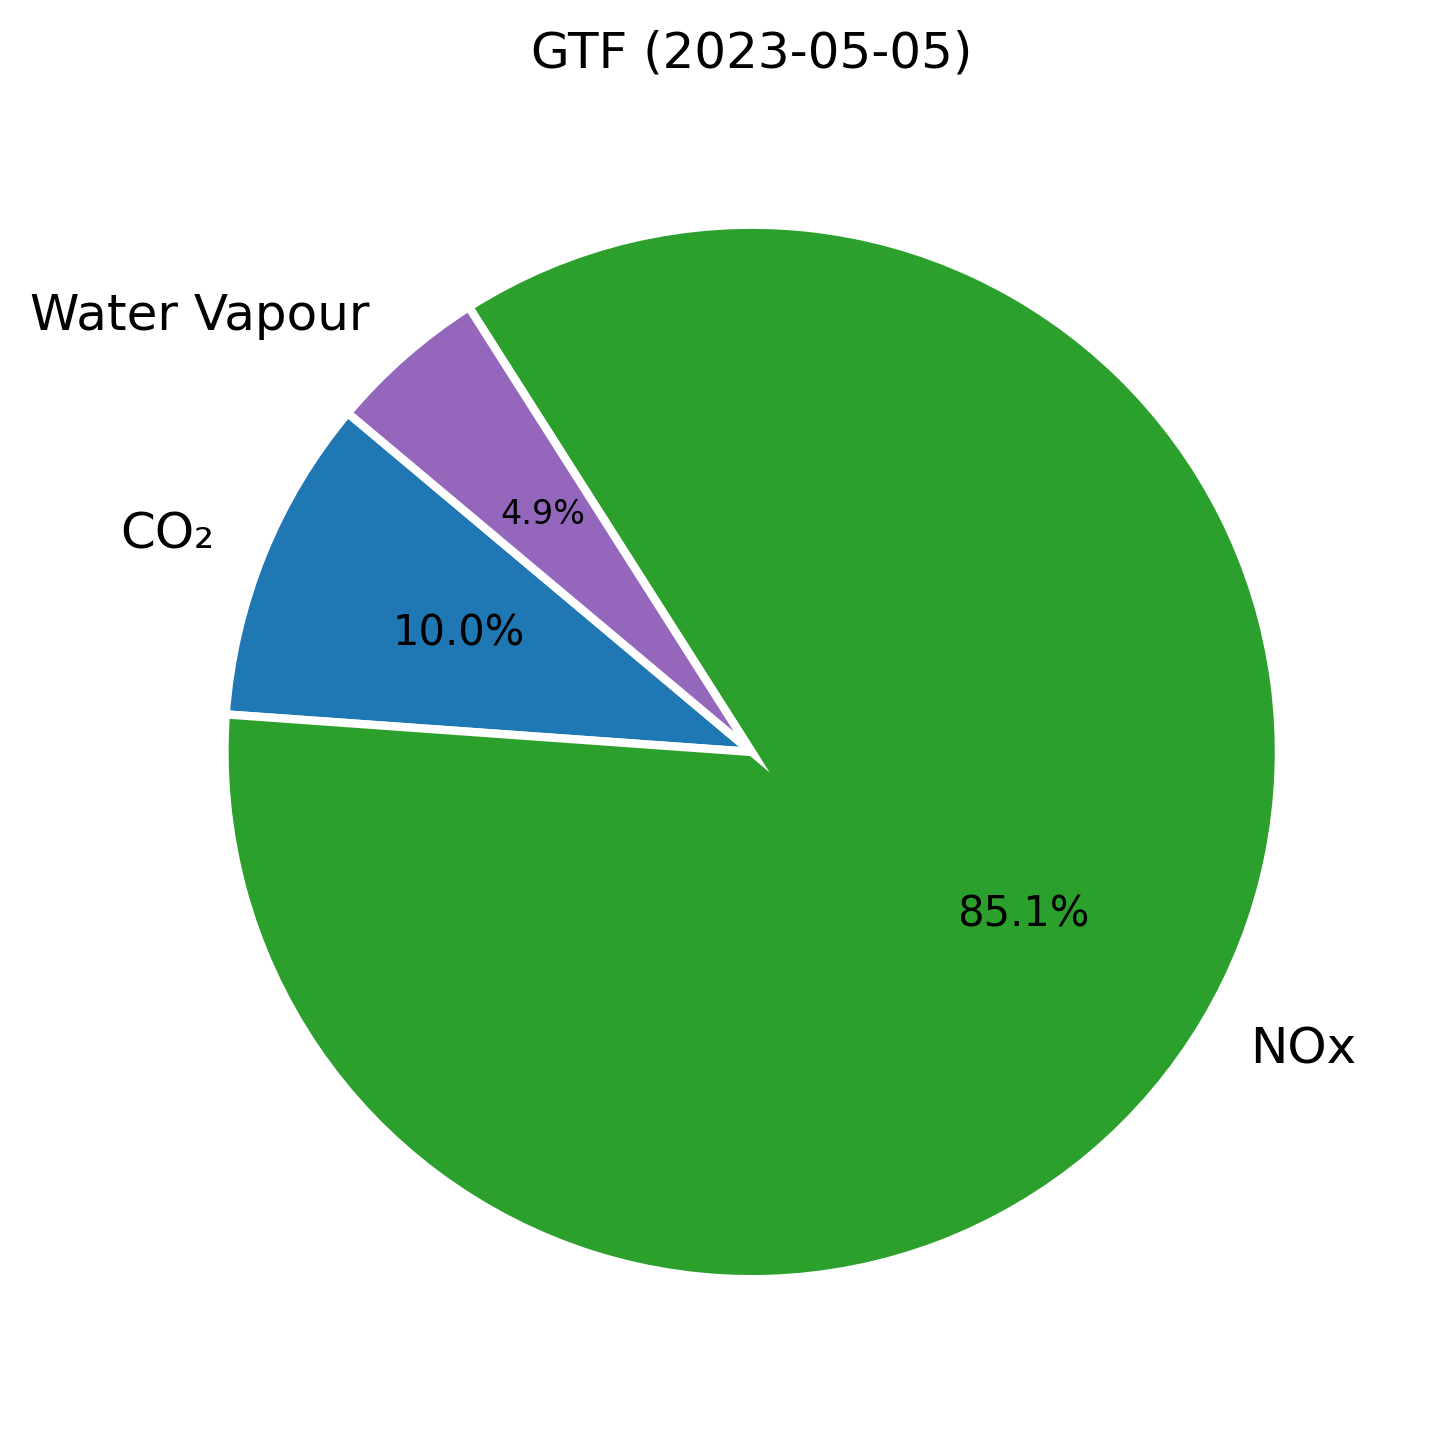 GTF (2023-05-05)
Water Vapour
4.9%
CO₂
10.0%
85.1%
NOx